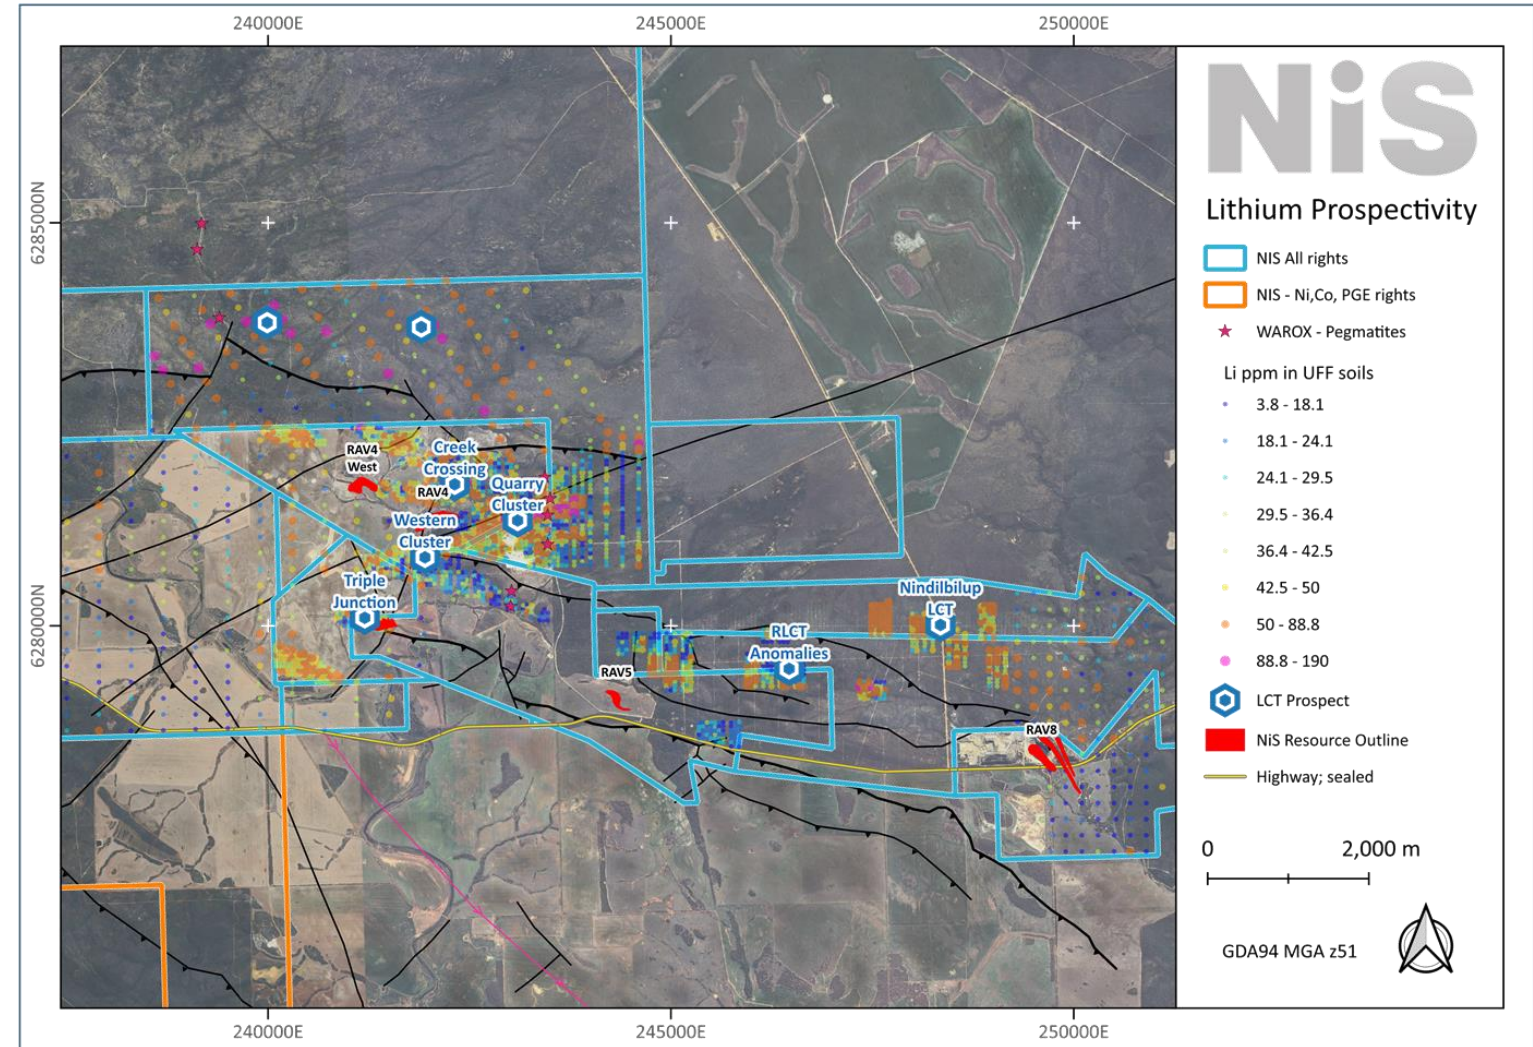 240000E
245000E
250000E
6285000N
6280000N
RAV4
West
Creek
Crossing
RAV4
Quarry
Cluster
Western
Cluster
Triple
Junction
Nindilbilup
LCT
RLCT
Anomalies
RAV5
RAV8
240000E
245000E
250000E
NiS
Lithium Prospectivity
NIS All rights
NIS - Ni,Co, PGE rights
WAROX - Pegmatites
Li ppm in UFF soils
3.8 - 18.1
18.1 - 24.1
24.1 - 29.5
29.5 - 36.4
36.4 - 42.5
42.5 - 50
50 - 88.8
88.8 - 190
LCT Prospect
NiS Resource Outline
Highway; sealed
0 2,000 m
GDA94 MGA z51